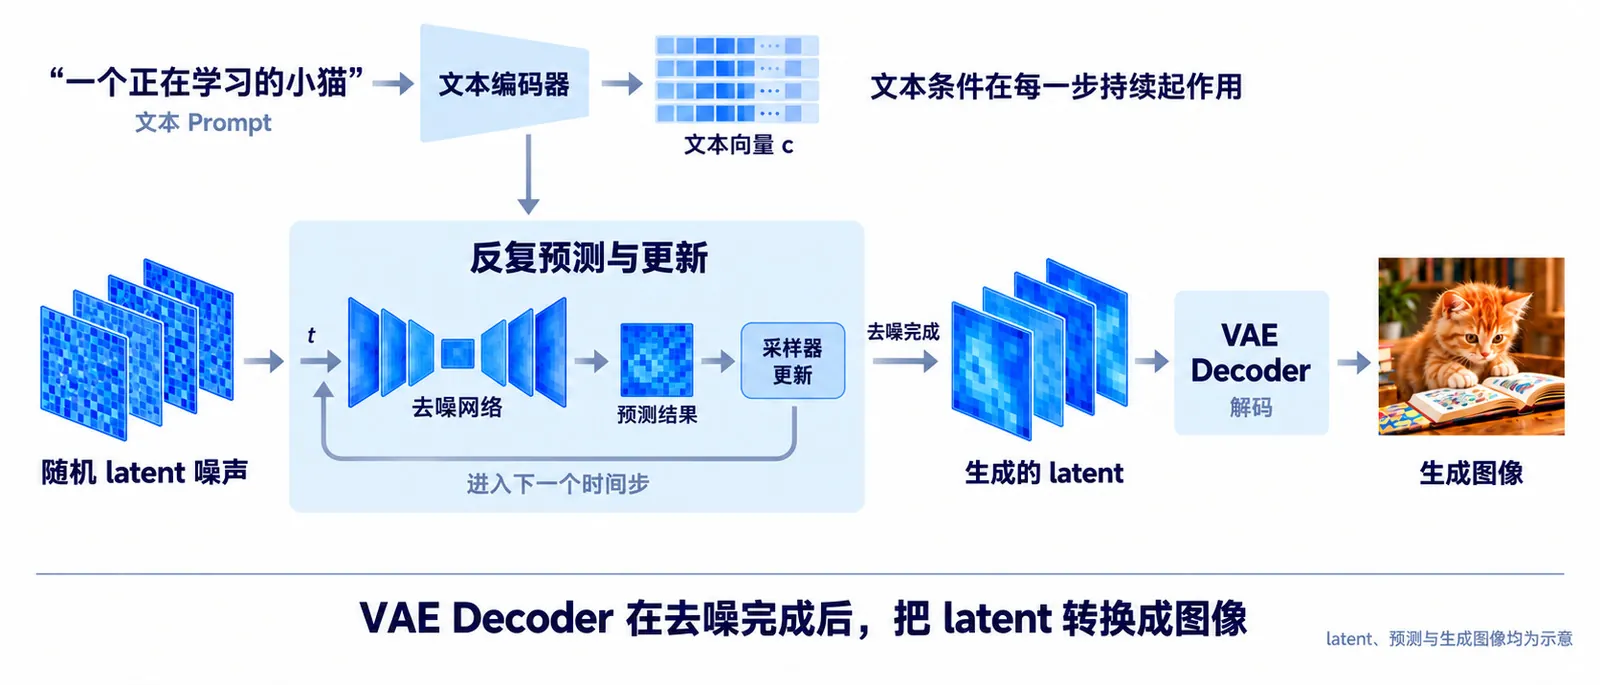 “一个正在学习的小猫”
文本 Prompt
文本编码器
文本向量 c
文本条件在每一步持续起作用
反复预测与更新
t
去噪网络
预测结果
采样器
更新
进入下一个时间步
随机 latent 噪声
去噪完成
生成的 latent
VAE
Decoder
解码
生成图像
VAE Decoder 在去噪完成后，把 latent 转换成图像
latent、预测与生成图像均为示意